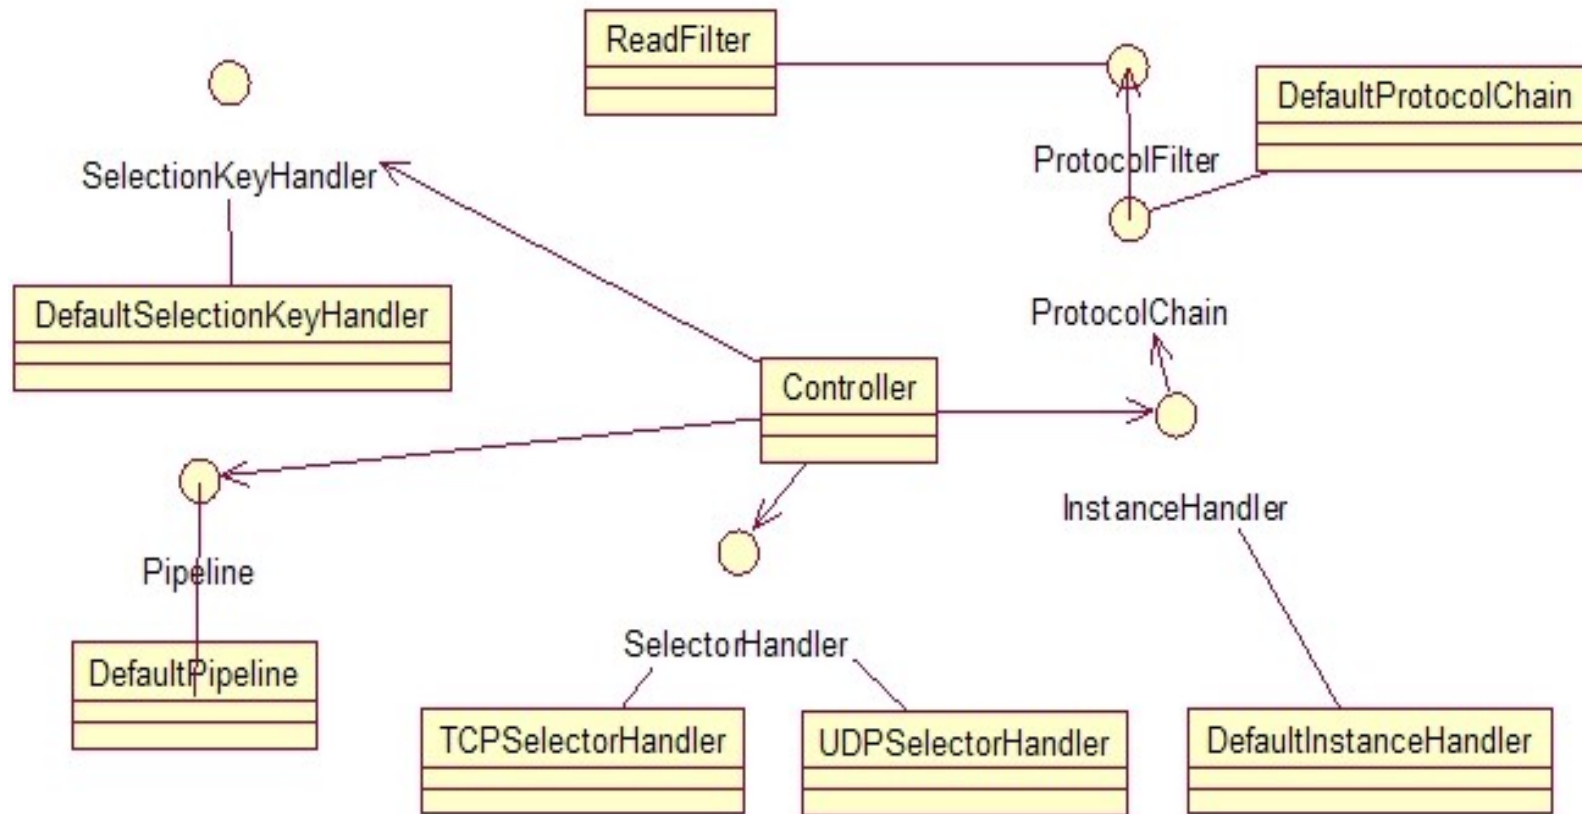 ReadFilter
DefaultProtocolChain
ProtocolFilter
SelectionKeyHandler
DefaultSelectionKeyHandler
ProtocolChain
Controller
InstanceHandler
Pipeline
SelectorHandler
DefaultPipeline
TCPSelectorHandler
UDPSelectorHandler
DefaultInstanceHandler